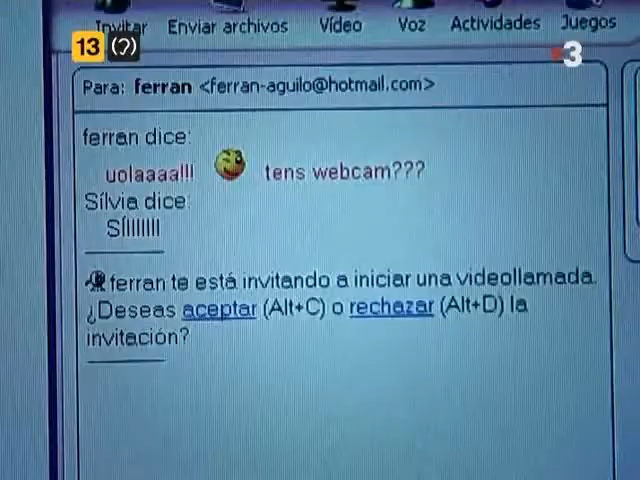 Invitar Enviar archivos Vídeo Voz Actividades Juegos
13 3
Para: ferran <ferran-aguilo@hotmail.com>
ferran dice:
uolaaaa!!! tens webcam???
Sílvia dice:
SÍIIIIIII
ferran te está invitando a iniciar una videollamada.
¿Deseas aceptar (Alt+C) o rechazar (Alt+D) la
invitación?